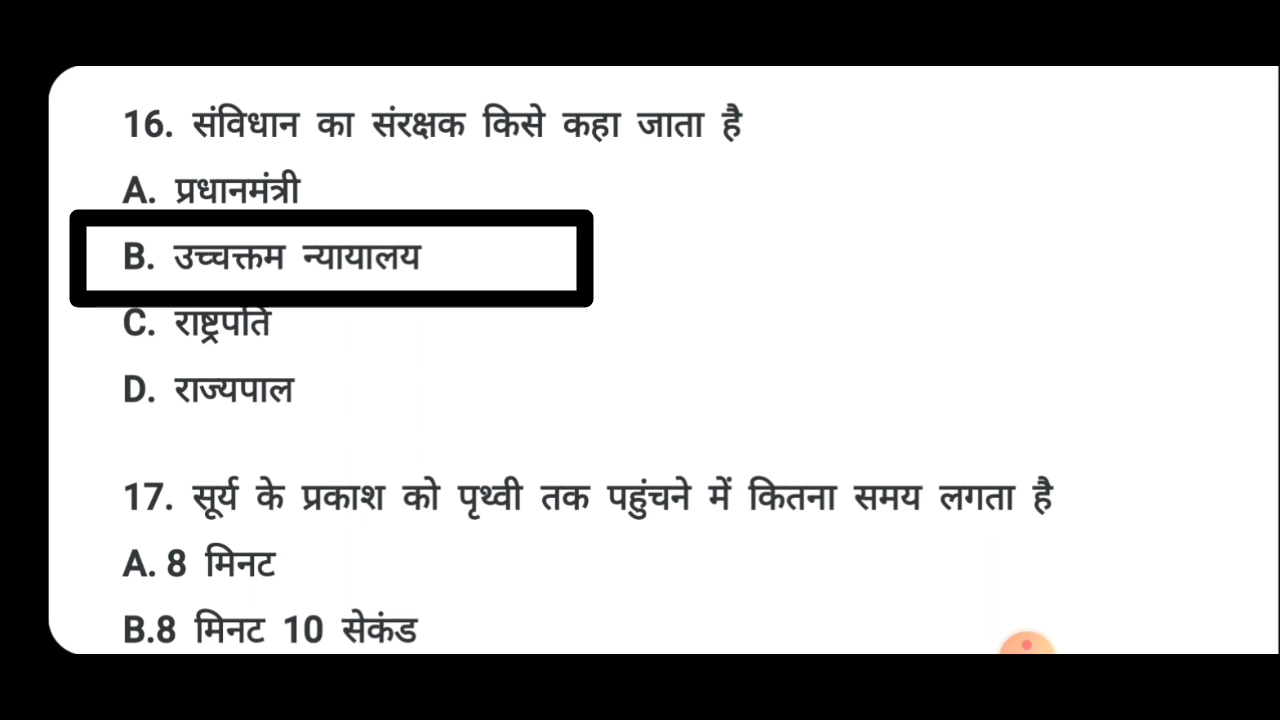 16. संविधान का संरक्षक किसे कहा जाता है
A. प्रधानमंत्री
B. उच्चक्तम न्यायालय
C. राष्ट्रपति
D. राज्यपाल
17. सूर्य के प्रकाश को पृथ्वी तक पहुंचने में कितना समय लगता है
A. 8 मिनट
B.8 मिनट 10 सेकंड